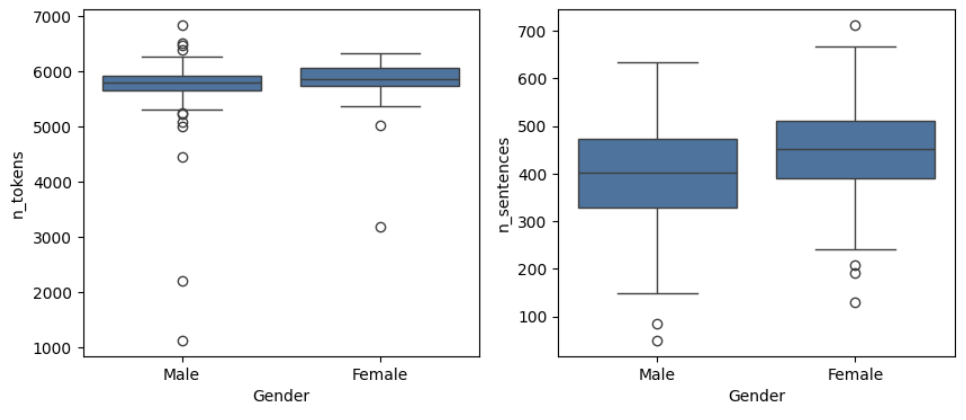 7000
6000
5000
4000
3000
2000
1000
n_tokens
Male
Female
Gender
700
600
500
400
300
200
100
n_sentences
Male
Female
Gender